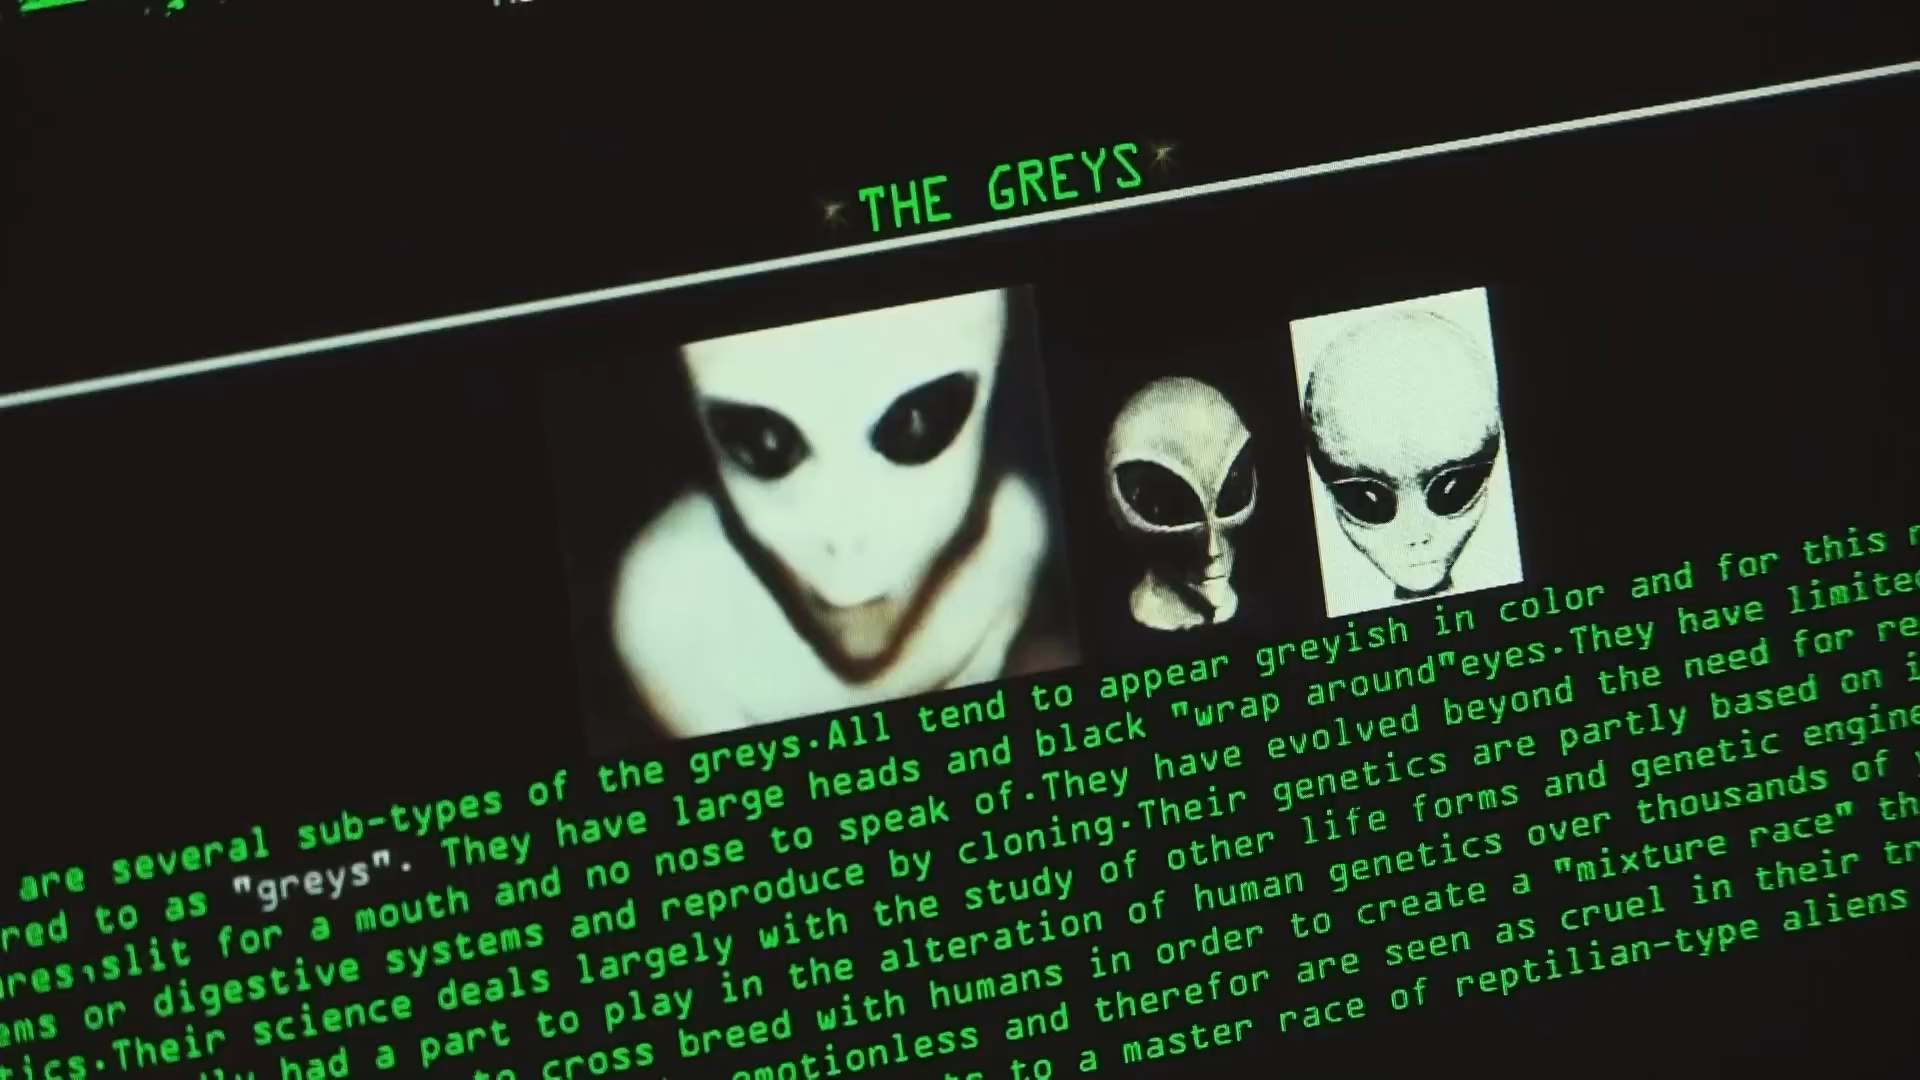 THE GREYS
are several sub-types of the greys.All tend to appear greyish in color and for this
red to as "greys". They have large heads and black "wrap around"eyes.They have limited
res,slit for a mouth and no nose to speak of.They have evolved beyond the need for re
ems or digestive systems and reproduce by cloning.Their genetics are partly based on
tics.Their science deals largely with the study of other life forms and genetic engine
had a part to play in the alteration of human genetics over thousands of
to cross breed with humans in order to create a "mixture race" th
emotionless and therefor are seen as cruel in their tr
to a master race of reptilian-type aliens